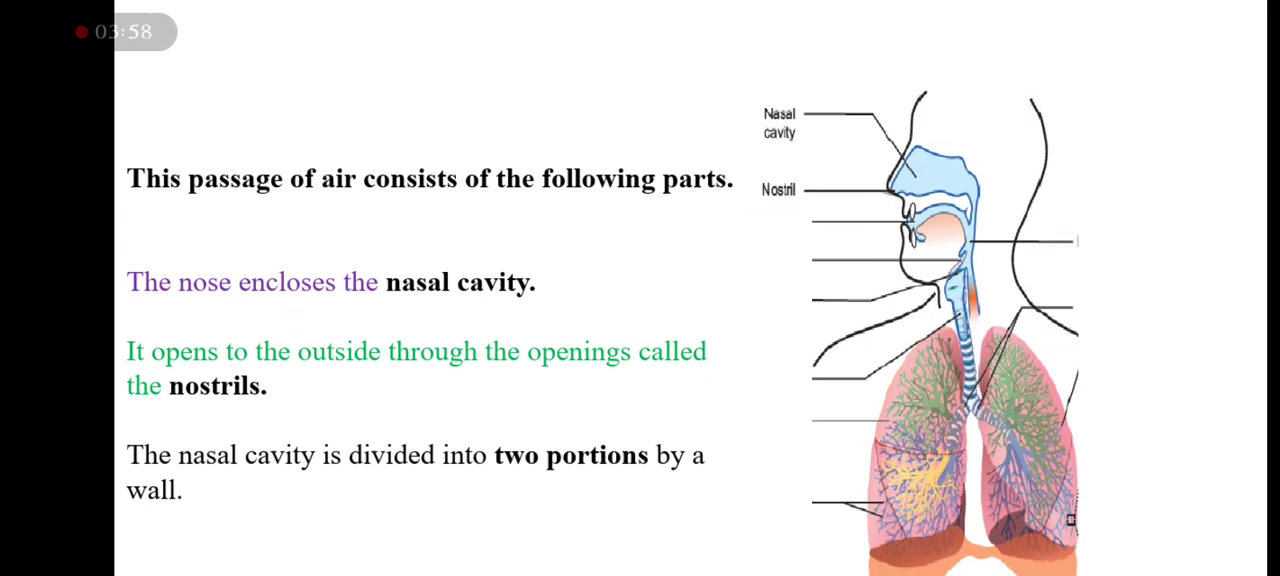 03:58
This passage of air consists of the following parts.
The nose encloses the nasal cavity.
It opens to the outside through the openings called
the nostrils.
The nasal cavity is divided into two portions by a
wall.
Nasal
cavity
Nostril